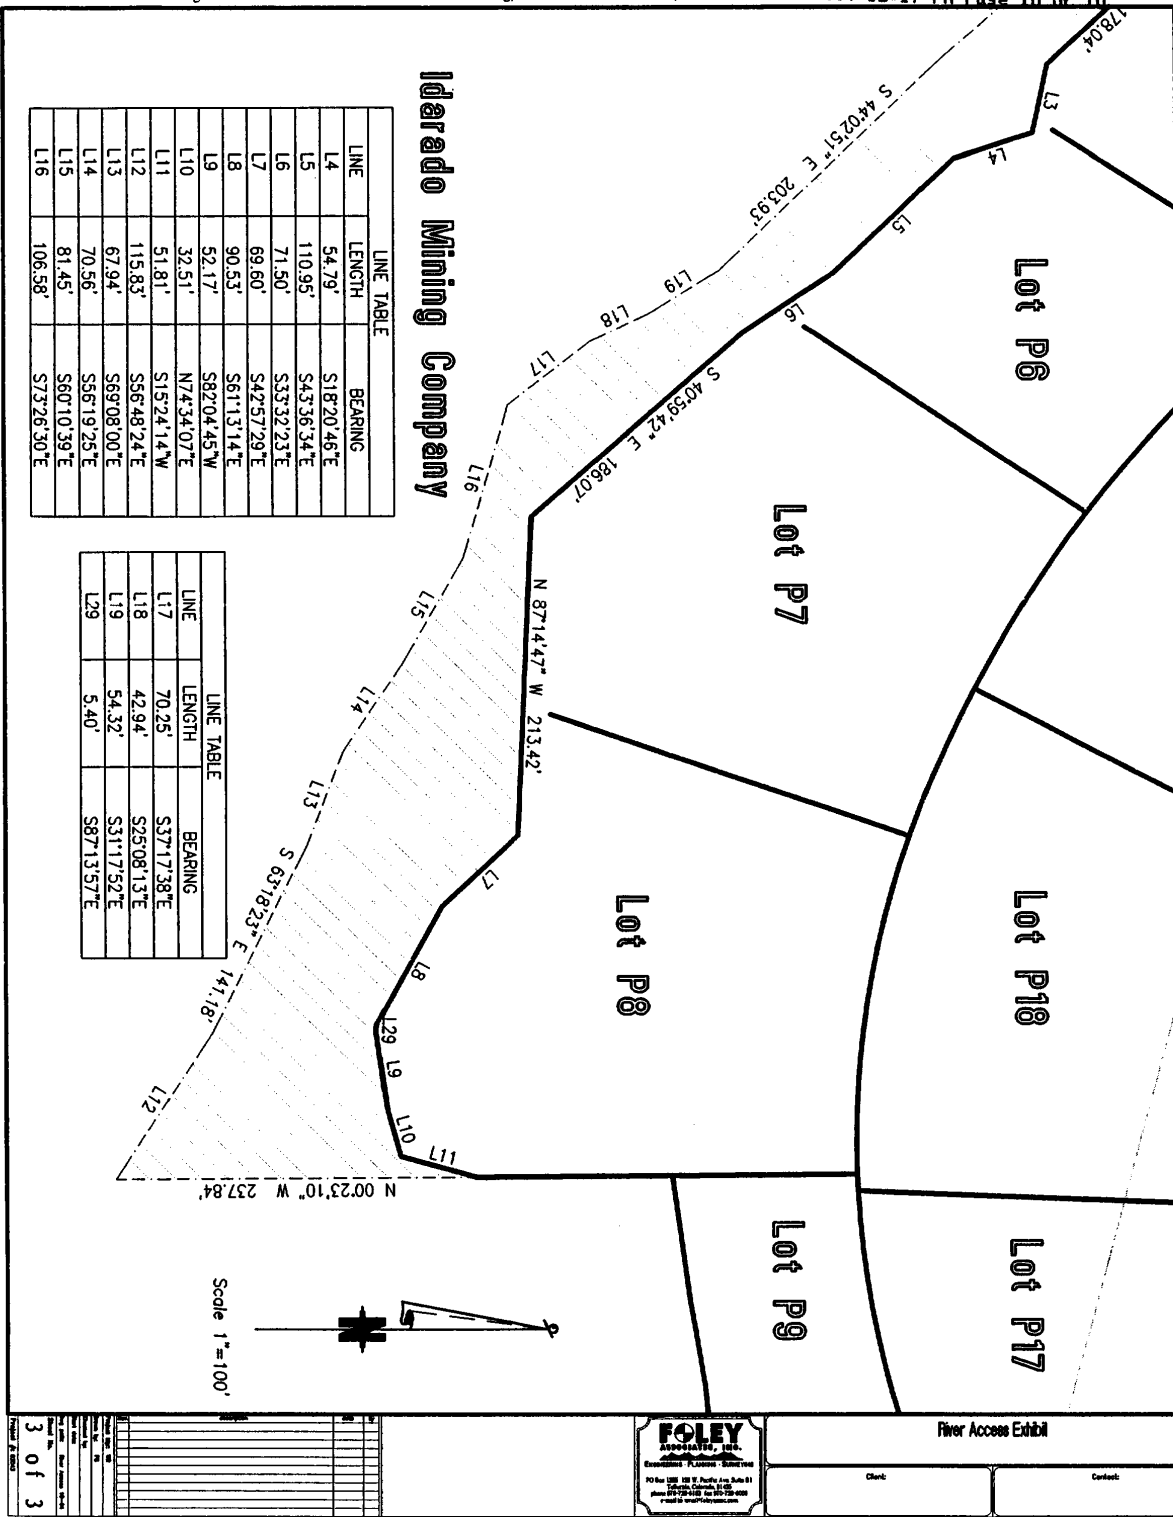 178.04'
L3
L4
L5
L6
S 44°02'51" E 203.93'
L19
L18
L17
S 40°59'42" E 186.07'
L16
N 87°14'47" W 213.42'
L15
L14
L13
S 63°18'23" E 141.18'
L12
L7
L8
L29
L9
L10
L11
N 00°23'10" W 237.84'
Lot P6
Lot P7
Lot P8
Lot P18
Lot P9
Lot P17
Idarado Mining Company
LINE TABLE
LINE LENGTH BEARING
L4 54.79' S18°20'46"E
L5 110.95' S43°36'34"E
L6 71.50' S33°32'23"E
L7 69.60' S42°57'29"E
L8 90.53' S61°13'14"E
L9 52.17' S82°04'45"W
L10 32.51' N74°34'07"E
L11 51.81' S15°24'14"W
L12 115.83' S56°48'24"E
L13 67.94' S69°08'00"E
L14 70.56' S56°19'25"E
L15 81.45' S60°10'39"E
L16 106.58' S73°26'30"E
LINE TABLE
LINE LENGTH BEARING
L17 70.25' S37°17'38"E
L18 42.94' S25°08'13"E
L19 54.32' S31°17'52"E
L29 5.40' S87°13'57"E
N
Scale 1"=100'
River Access Exhibit
Client:
Contact:
FOLEY
ASSOCIATES, INC.
ENGINEERING · PLANNING · SURVEYING
Telluride, Colorado, 81435
3 of 3